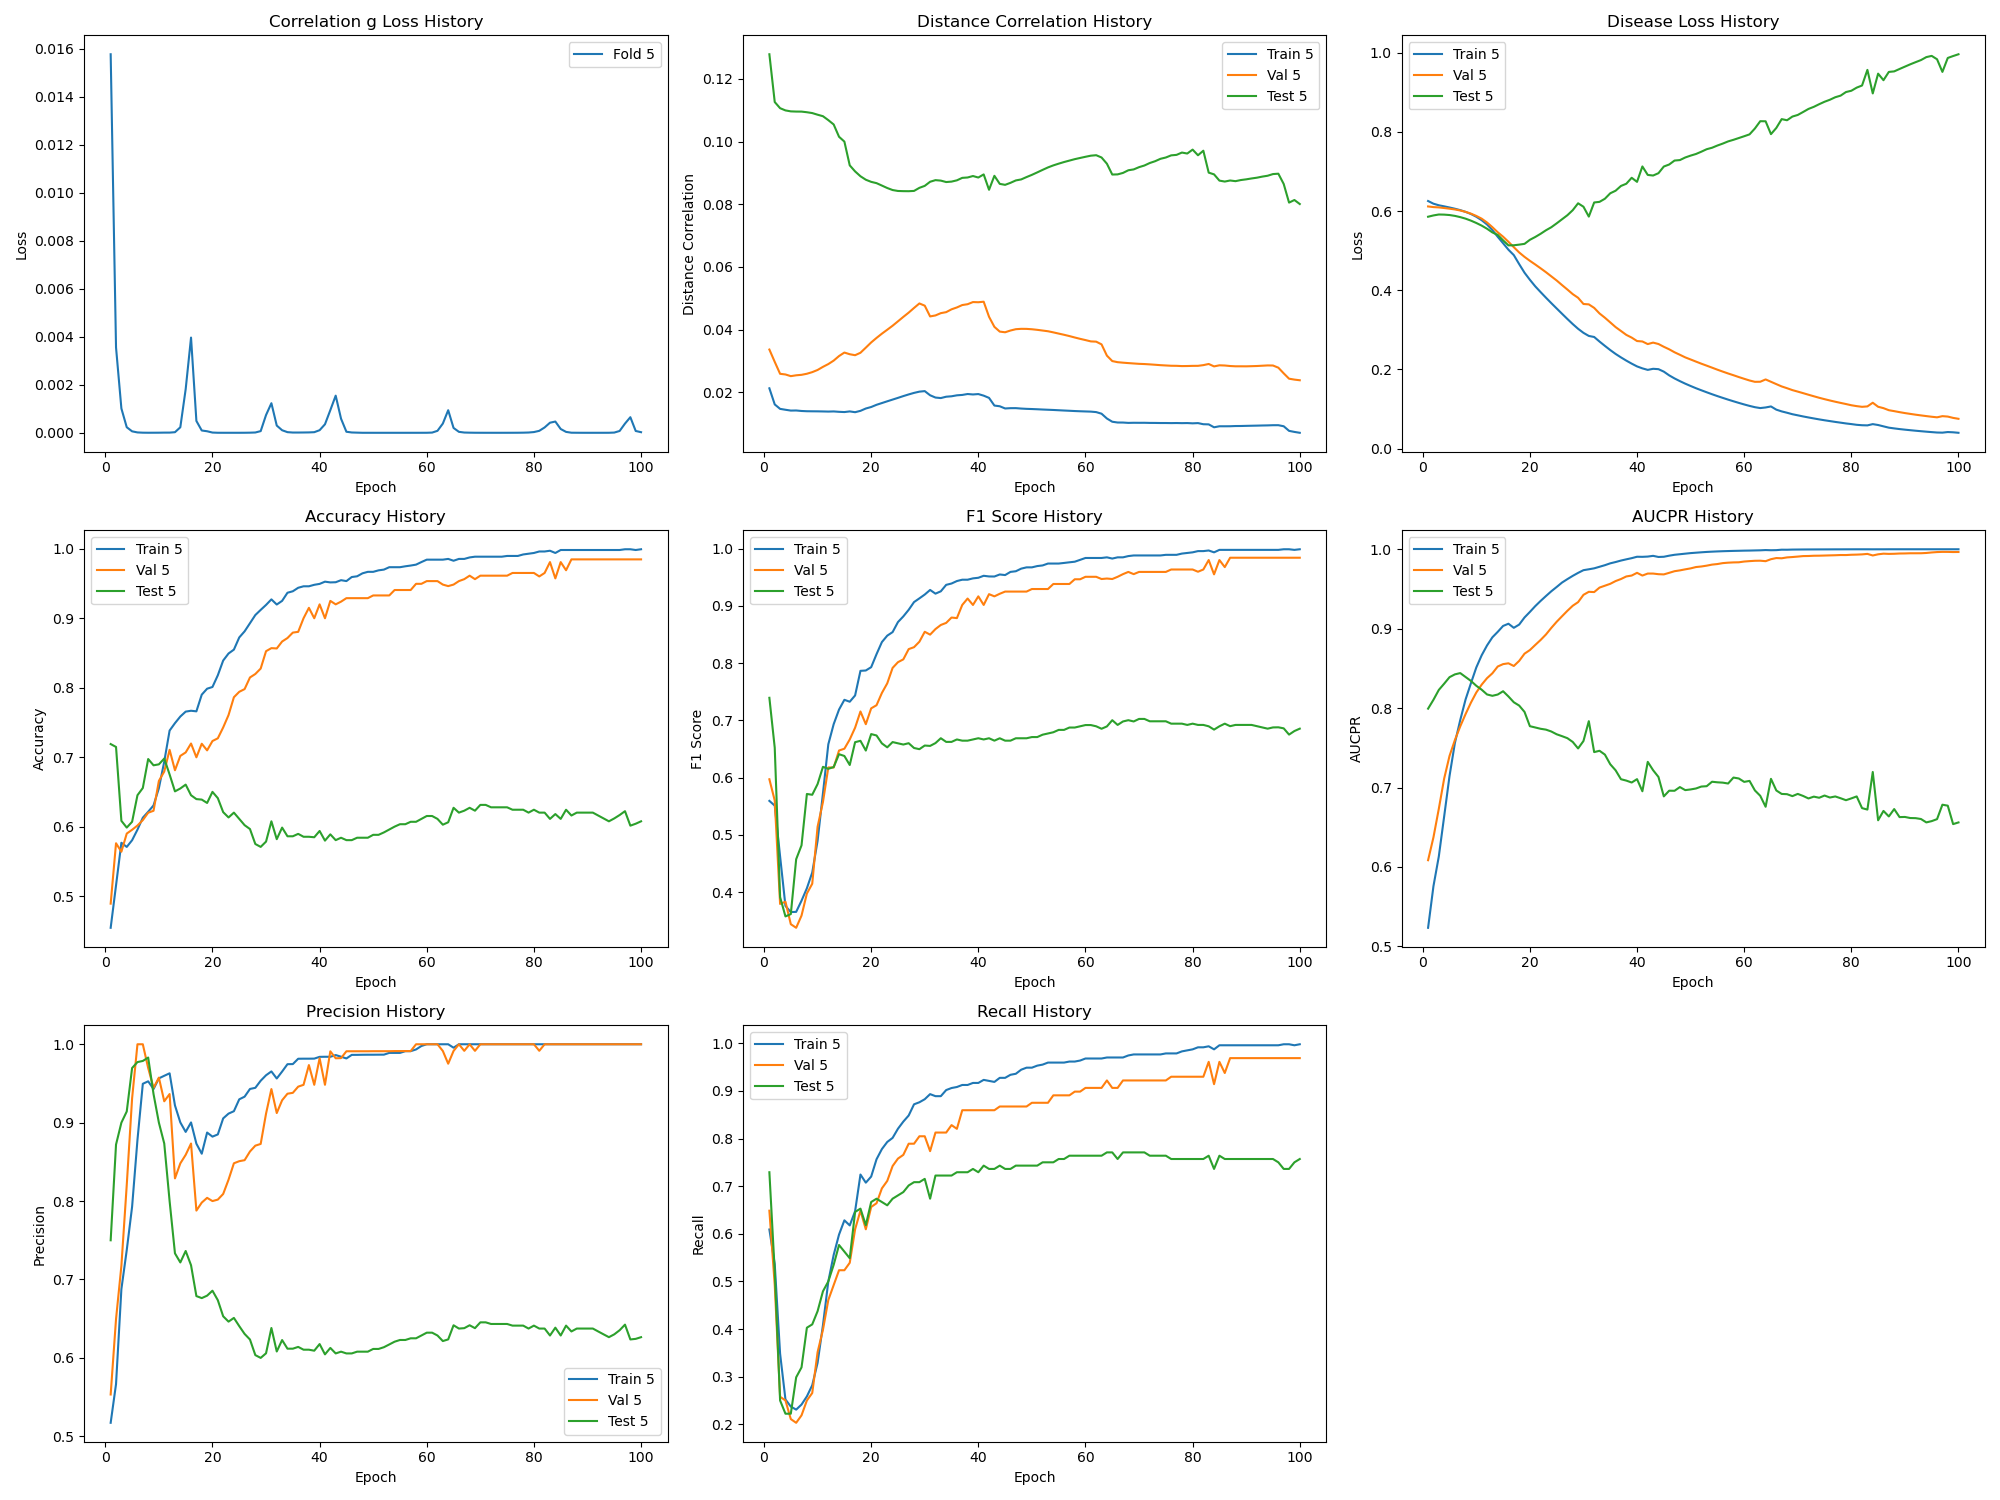 Correlation g Loss History
Loss
0.016
0.014
0.012
0.010
0.008
0.006
0.004
0.002
0.000
0 20 40 60 80 100
Epoch
Fold 5
Distance Correlation History
Distance Correlation
0.12
0.10
0.08
0.06
0.04
0.02
0 20 40 60 80 100
Epoch
Train 5
Val 5
Test 5
Disease Loss History
Loss
1.0
0.8
0.6
0.4
0.2
0.0
0 20 40 60 80 100
Epoch
Train 5
Val 5
Test 5
Accuracy History
Accuracy
1.0
0.9
0.8
0.7
0.6
0.5
0 20 40 60 80 100
Epoch
Train 5
Val 5
Test 5
F1 Score History
F1 Score
1.0
0.9
0.8
0.7
0.6
0.5
0.4
0 20 40 60 80 100
Epoch
Train 5
Val 5
Test 5
AUCPR History
AUCPR
1.0
0.9
0.8
0.7
0.6
0.5
0 20 40 60 80 100
Epoch
Train 5
Val 5
Test 5
Precision History
Precision
1.0
0.9
0.8
0.7
0.6
0.5
0 20 40 60 80 100
Epoch
Train 5
Val 5
Test 5
Recall History
Recall
1.0
0.9
0.8
0.7
0.6
0.5
0.4
0.3
0.2
0 20 40 60 80 100
Epoch
Train 5
Val 5
Test 5